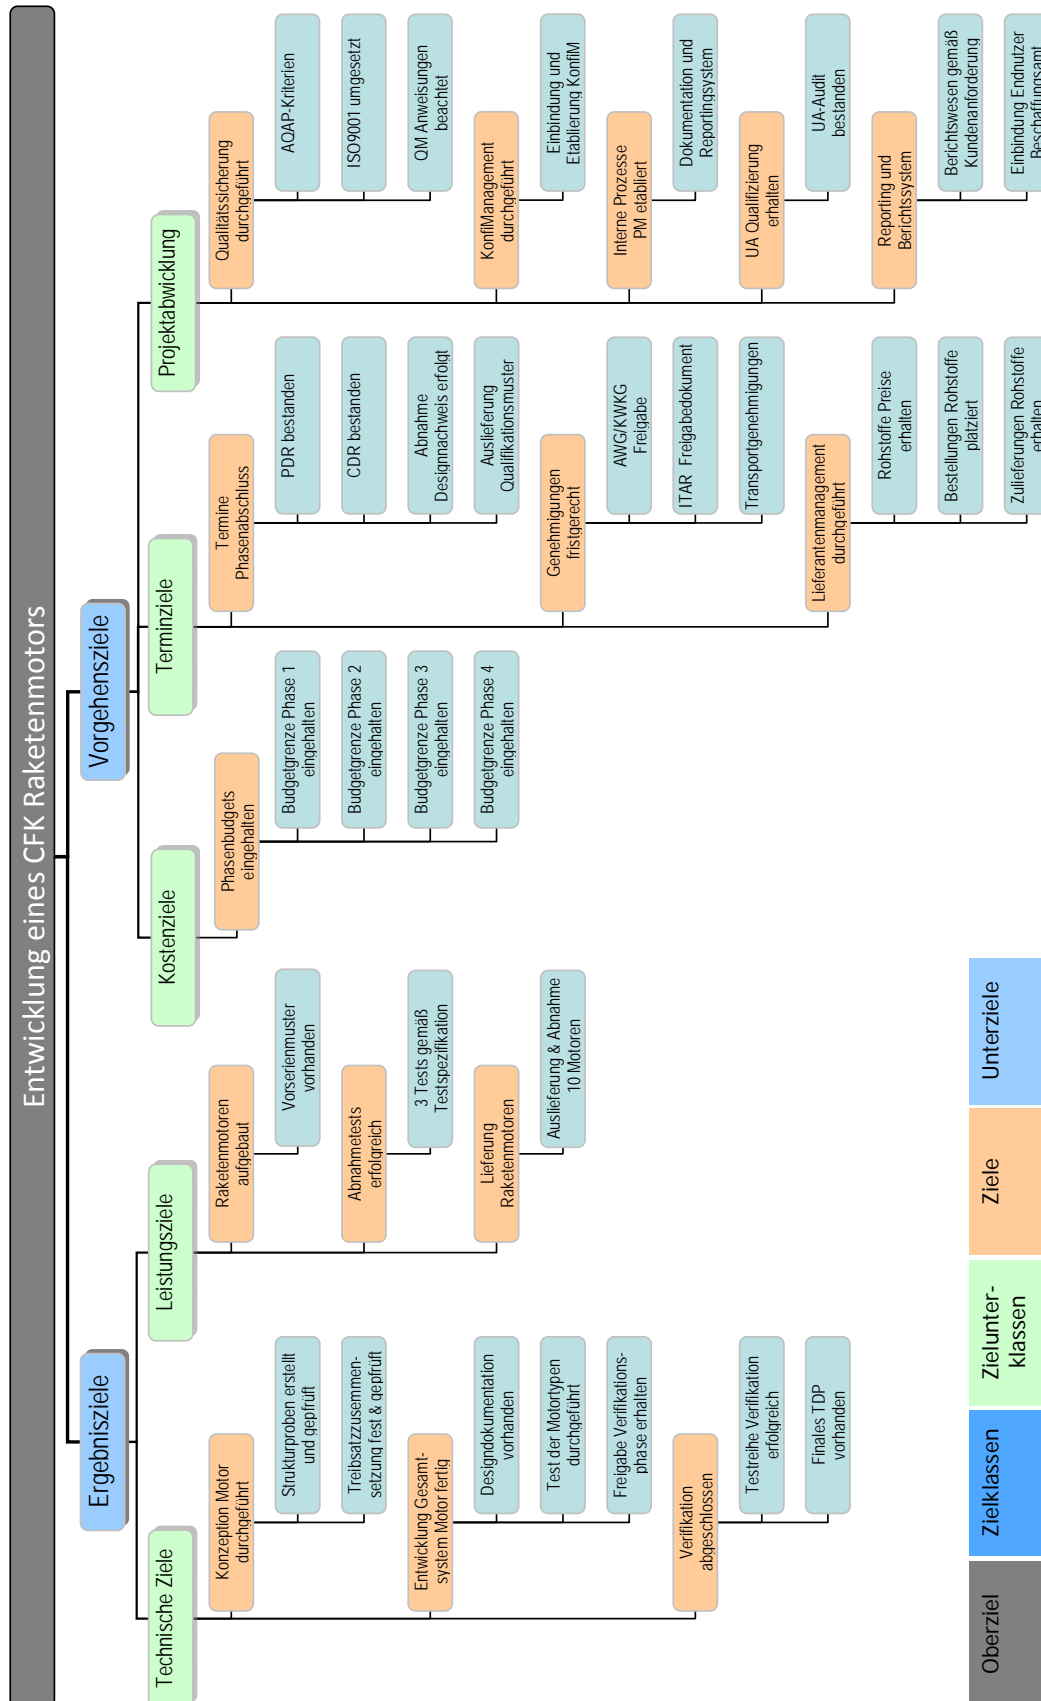 Entwicklung eines CFK Raketenmotors
Ergebnisziele
Vorgehensziele
Technische Ziele
Leistungsziele
Kostenziele
Terminziele
Projektabwicklung
Konzeption Motor
durchgeführt
Strukturproben erstellt
und gepfrüft
Treibsatzzusammen-
setzung fest & geprüft
Entwicklung Gesamt-
system Motor fertig
Designdokumentation
vorhanden
Test der Motortypen
durchgeführt
Freigabe Verifikations-
phase erhalten
Verifikation
abgeschlossen
Testreihe Verifikation
erfolgreich
Finales TDP
vorhanden
Raketenmotoren
aufgebaut
Vorserienmuster
vorhanden
Abnahmetests
erfolgreich
3 Tests gemäß
Testspezifikation
Lieferung
Raketenmotoren
Auslieferung & Abnahme
10 Motoren
Phasenbudgets
eingehalten
Budgetgrenze Phase 1
eingehalten
Budgetgrenze Phase 2
eingehalten
Budgetgrenze Phase 3
eingehalten
Budgetgrenze Phase 4
eingehalten
Termine
Phasenabschluss
PDR bestanden
CDR bestanden
Abnahme
Designnachweis erfolgt
Auslieferung
Qualifikationsmuster
Genehmigungen
fristgerecht
AWG/KWKG
Freigabe
ITAR Freigabedokument
Transportgenehmigungen
Lieferantenmanagement
durchgeführt
Rohstoffe Preise
erhalten
Bestellungen Rohstoffe
platziert
Zulieferungen Rohstoffe
erhalten
Qualitätssicherung
durchgeführt
AQAP-Kriterien
ISO9001 umgesetzt
QM Anweisungen
beachtet
KonfiManagement
durchgeführt
Einbindung und
Etablierung KonfiM
Interne Prozesse
PM etabliert
Dokumentation und
Reportingsystem
UA Qualifizierung
erhalten
UA-Audit
bestanden
Reporting und
Berichtssystem
Berichtswesen gemäß
Kundenanforderung
Einbindung Endnutzer
Beschaffungsamt
Oberziel
Zielklassen
Zielunter-
klassen
Ziele
Unterziele